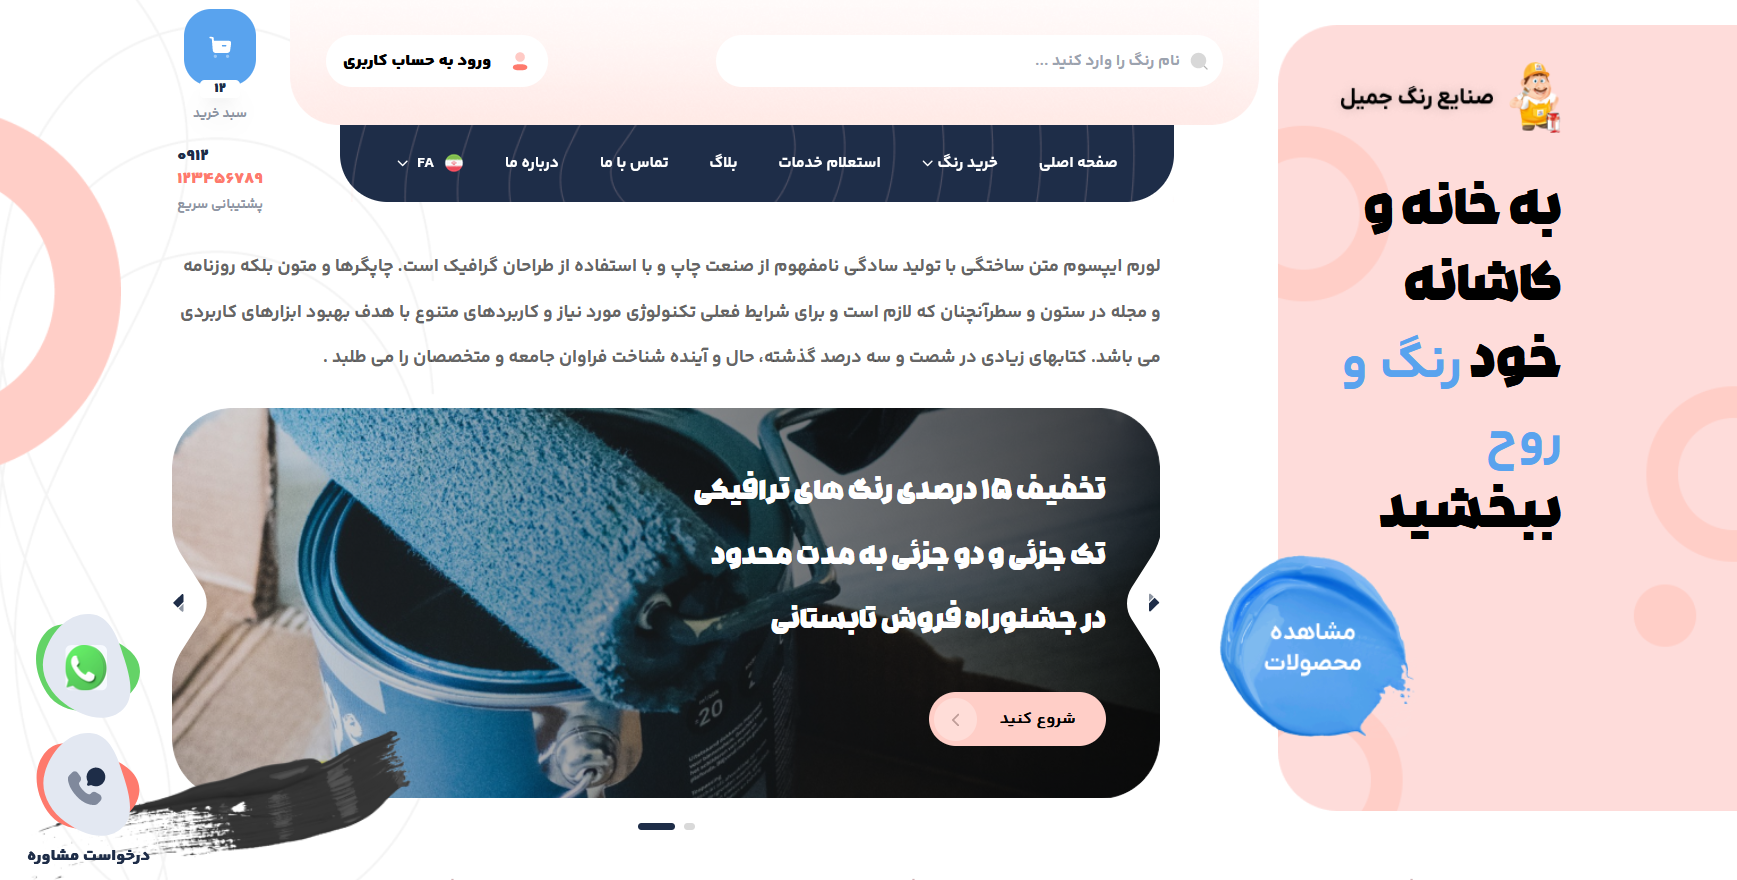 صنایع رنگ جمیل
به خانه و
کاشانه
خود رنگ و
روح
ببخشید
مشاهده
محصولات
نام رنگ را وارد کنید ...
ورود به حساب کاربری
۱۲
سبد خرید
۰۹۱۲
۱۲۳۴۵۶۷۸۹
پشتیبانی سریع
صفحه اصلی
خرید رنگ
استعلام خدمات
بلاگ
تماس با ما
درباره ما
FA
لورم ایپسوم متن ساختگی با تولید سادگی نامفهوم از صنعت چاپ و با استفاده از طراحان گرافیک است. چاپگرها و متون بلکه روزنامه
و مجله در ستون و سطرآنچنان که لازم است و برای شرایط فعلی تکنولوژی مورد نیاز و کاربردهای متنوع با هدف بهبود ابزارهای کاربردی
می باشد. کتابهای زیادی در شصت و سه درصد گذشته، حال و آینده شناخت فراوان جامعه و متخصصان را می طلبد .
تخفیف ۱۵ درصدی رنگ های ترافیکی
تک جزئی و دو جزئی به مدت محدود
در جشنوراه فروش تابستانی
شروع کنید
20
درخواست مشاوره